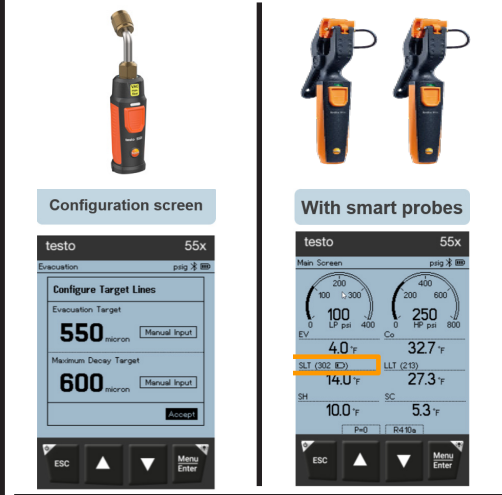 Configuration screen
testo 55x
Evacuation psig
Configure Target Lines
Evacuation Target
550 micron Manual Input
Maximum Decay Target
600 micron Manual Input
Accept
ESC Menu
Enter
With smart probes
testo 55x
Main Screen psig
200 400
100 300 200 600
100 250
0 LP psi 400 0 HP psi 800
EV Co
4.0 °F 32.7 °F
SLT (302 ) LLT (213)
14.0 °F 27.3 °F
SH SC
10.0 °F 5.3 °F
P=0 R410a
ESC Menu
Enter